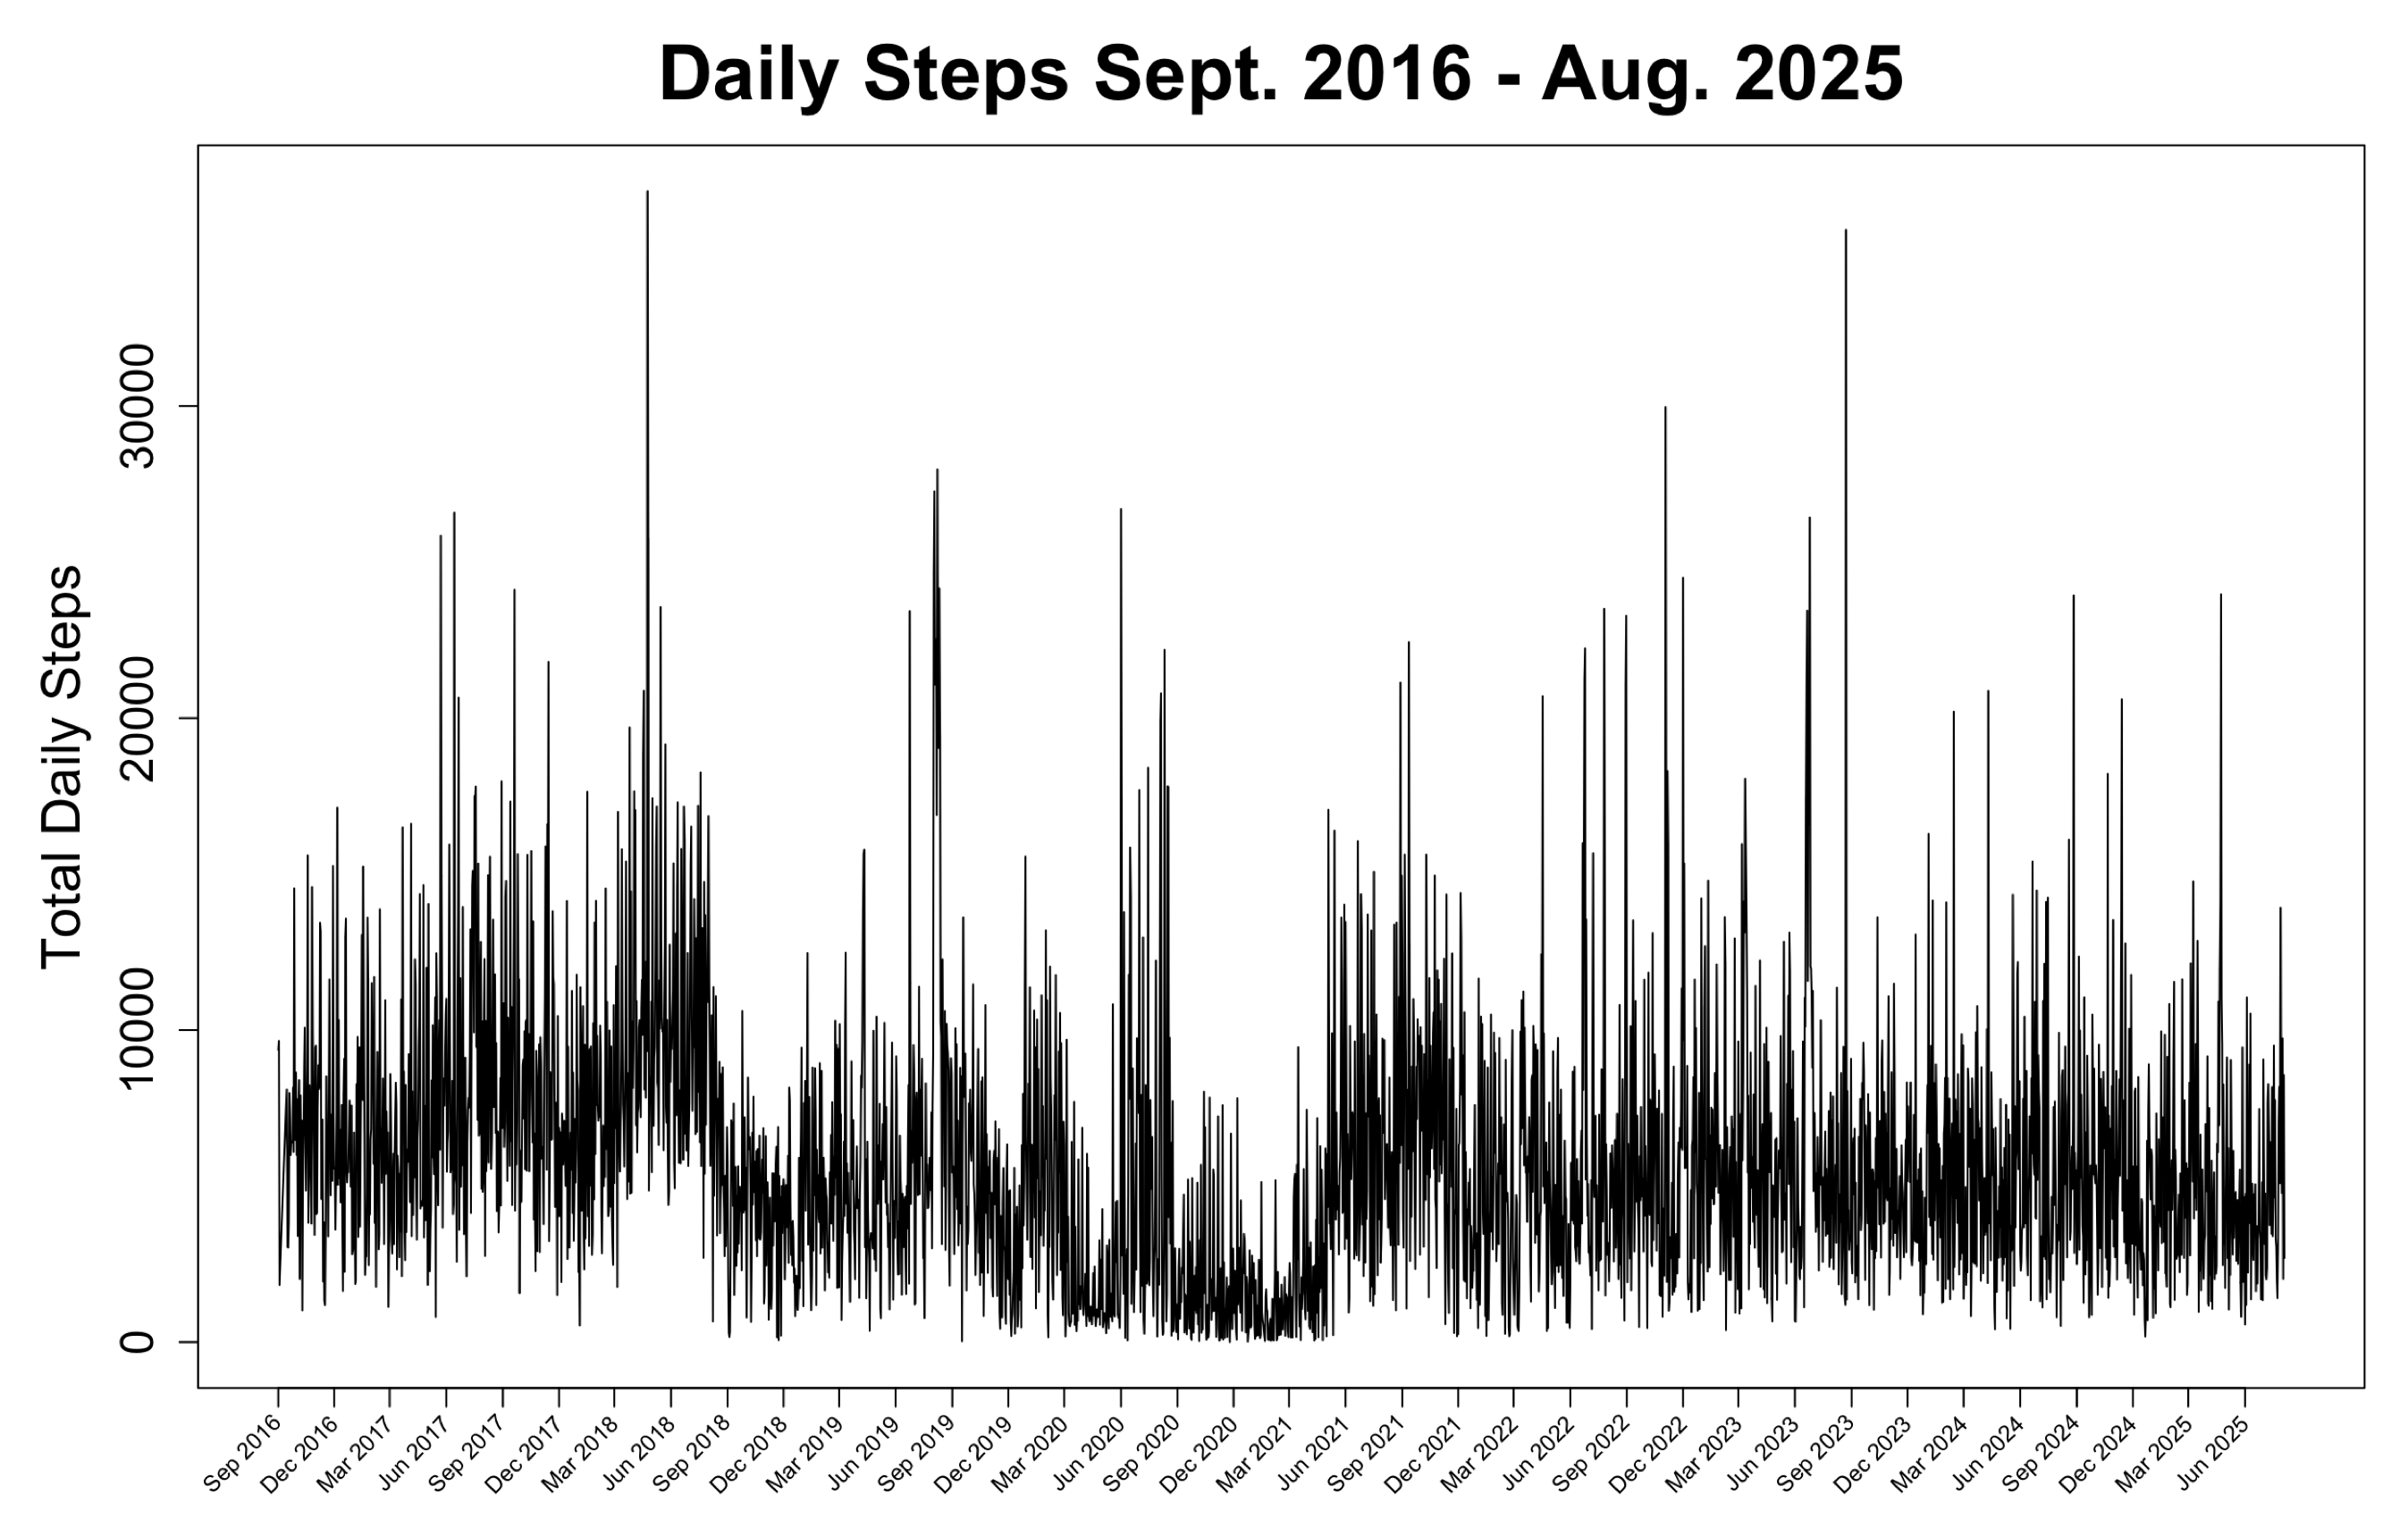 Daily Steps Sept. 2016 - Aug. 2025
Total Daily Steps
30000
20000
10000
0
Sep 2016
Dec 2016
Mar 2017
Jun 2017
Sep 2017
Dec 2017
Mar 2018
Jun 2018
Sep 2018
Dec 2018
Mar 2019
Jun 2019
Sep 2019
Dec 2019
Mar 2020
Jun 2020
Sep 2020
Dec 2020
Mar 2021
Jun 2021
Sep 2021
Dec 2021
Mar 2022
Jun 2022
Sep 2022
Dec 2022
Mar 2023
Jun 2023
Sep 2023
Dec 2023
Mar 2024
Jun 2024
Sep 2024
Dec 2024
Mar 2025
Jun 2025